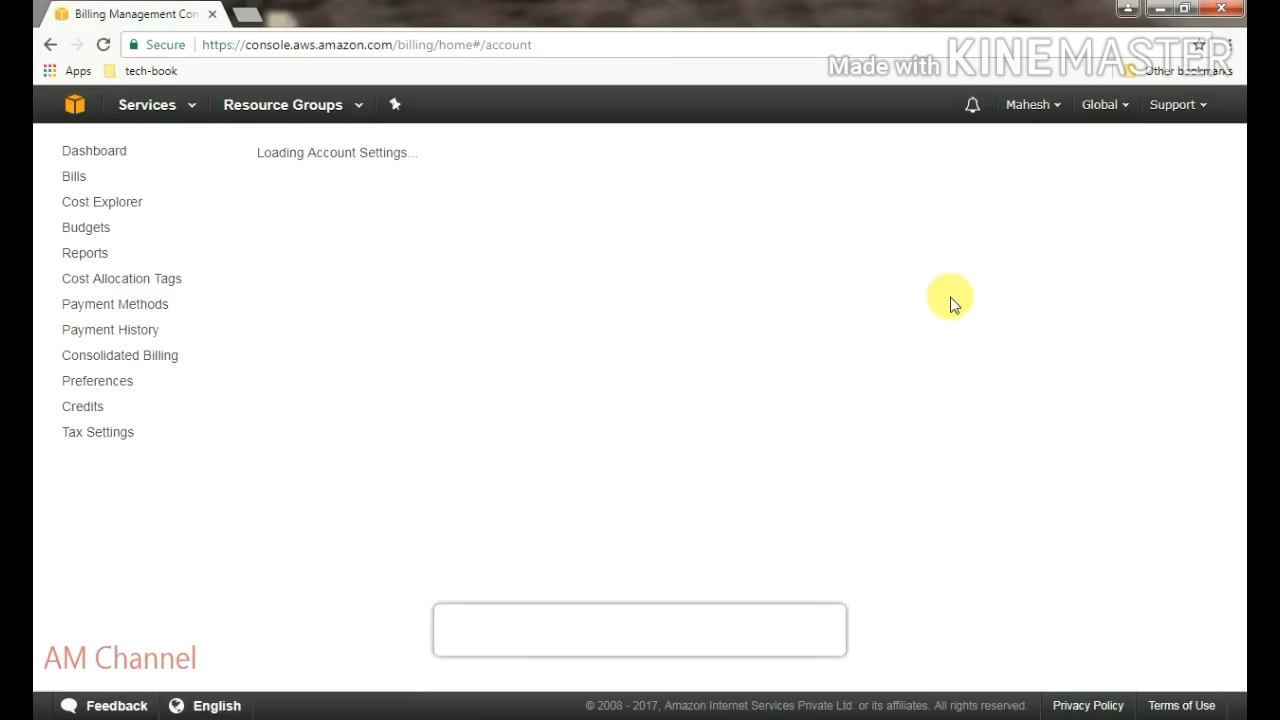 Billing Management Con
Secure https://console.aws.amazon.com/billing/home#/account
Made with KINEMASTER
Apps tech-book Other bookmarks
Services Resource Groups Mahesh Global Support
Dashboard
Loading Account Settings...
Bills
Cost Explorer
Budgets
Reports
Cost Allocation Tags
Payment Methods
Payment History
Consolidated Billing
Preferences
Credits
Tax Settings
AM Channel
Feedback English © 2008 - 2017, Amazon Internet Services Private Ltd. or its affiliates. All rights reserved. Privacy Policy Terms of Use